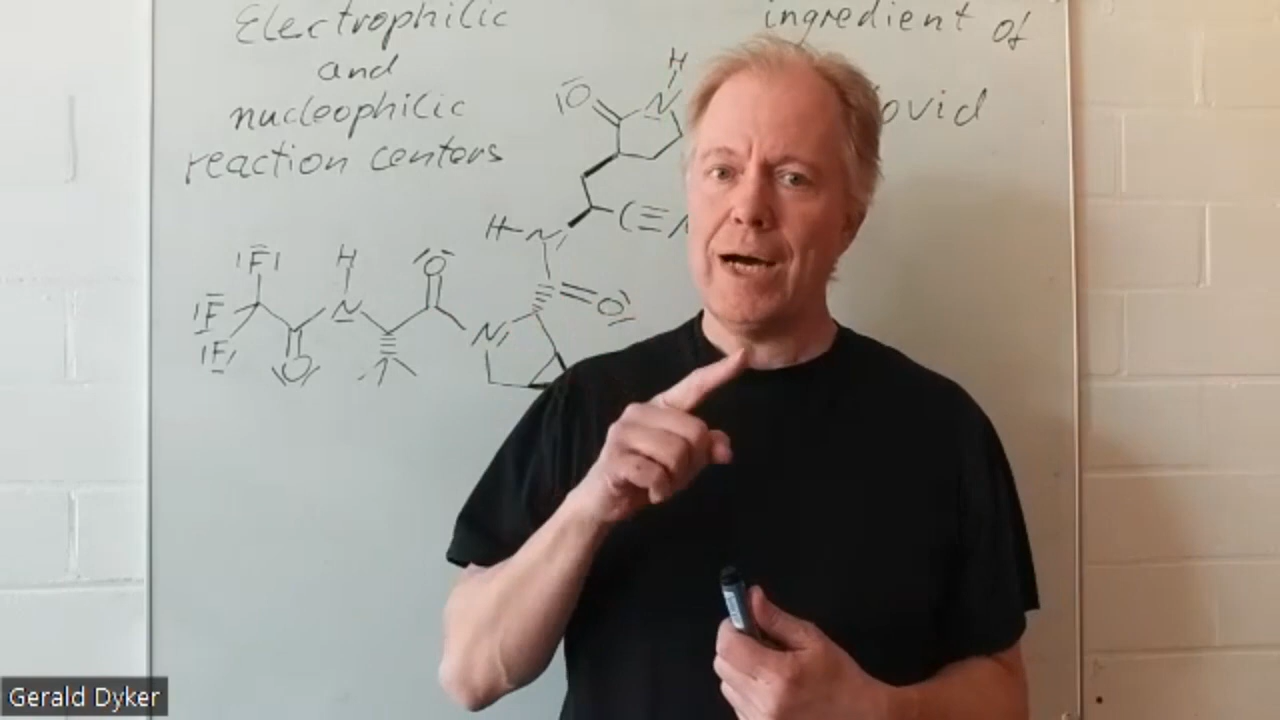 Electrophilic
and
nucleophilic
reaction centers
ingredient of
ovid
H
O
N
H-N
C≡N
F
H
O
F
N
O
F
O
N
Gerald Dyker